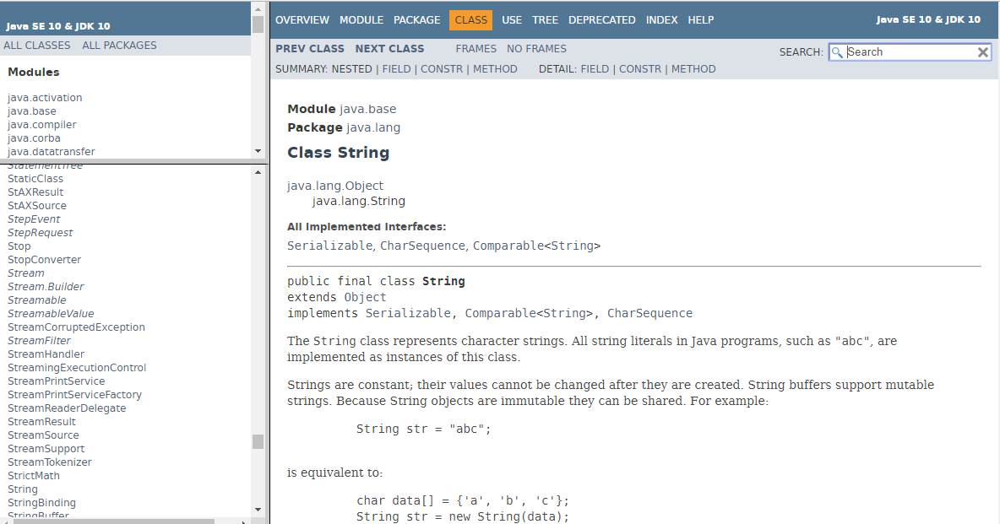 Java SE 10 & JDK 10
ALL CLASSES ALL PACKAGES
Modules
java.activation
java.base
java.compiler
java.corba
java.datatransfer
StatementTree
StaticClass
StAXResult
StAXSource
StepEvent
StepRequest
Stop
StopConverter
Stream
Stream.Builder
Streamable
StreamableValue
StreamCorruptedException
StreamFilter
StreamHandler
StreamingExecutionControl
StreamPrintService
StreamPrintServiceFactory
StreamReaderDelegate
StreamResult
StreamSource
StreamSupport
StreamTokenizer
StrictMath
String
StringBinding
StringBuffer
OVERVIEW MODULE PACKAGE CLASS USE TREE DEPRECATED INDEX HELP
Java SE 10 & JDK 10
PREV CLASS NEXT CLASS FRAMES NO FRAMES
SEARCH: Search
SUMMARY: NESTED | FIELD | CONSTR | METHOD DETAIL: FIELD | CONSTR | METHOD
Module java.base
Package java.lang
Class String
java.lang.Object
java.lang.String
All Implemented Interfaces:
Serializable, CharSequence, Comparable<String>
public final class String
extends Object
implements Serializable, Comparable<String>, CharSequence
The String class represents character strings. All string literals in Java programs, such as "abc", are
implemented as instances of this class.
Strings are constant; their values cannot be changed after they are created. String buffers support mutable
strings. Because String objects are immutable they can be shared. For example:
String str = "abc";
is equivalent to:
char data[] = {'a', 'b', 'c'};
String str = new String(data);